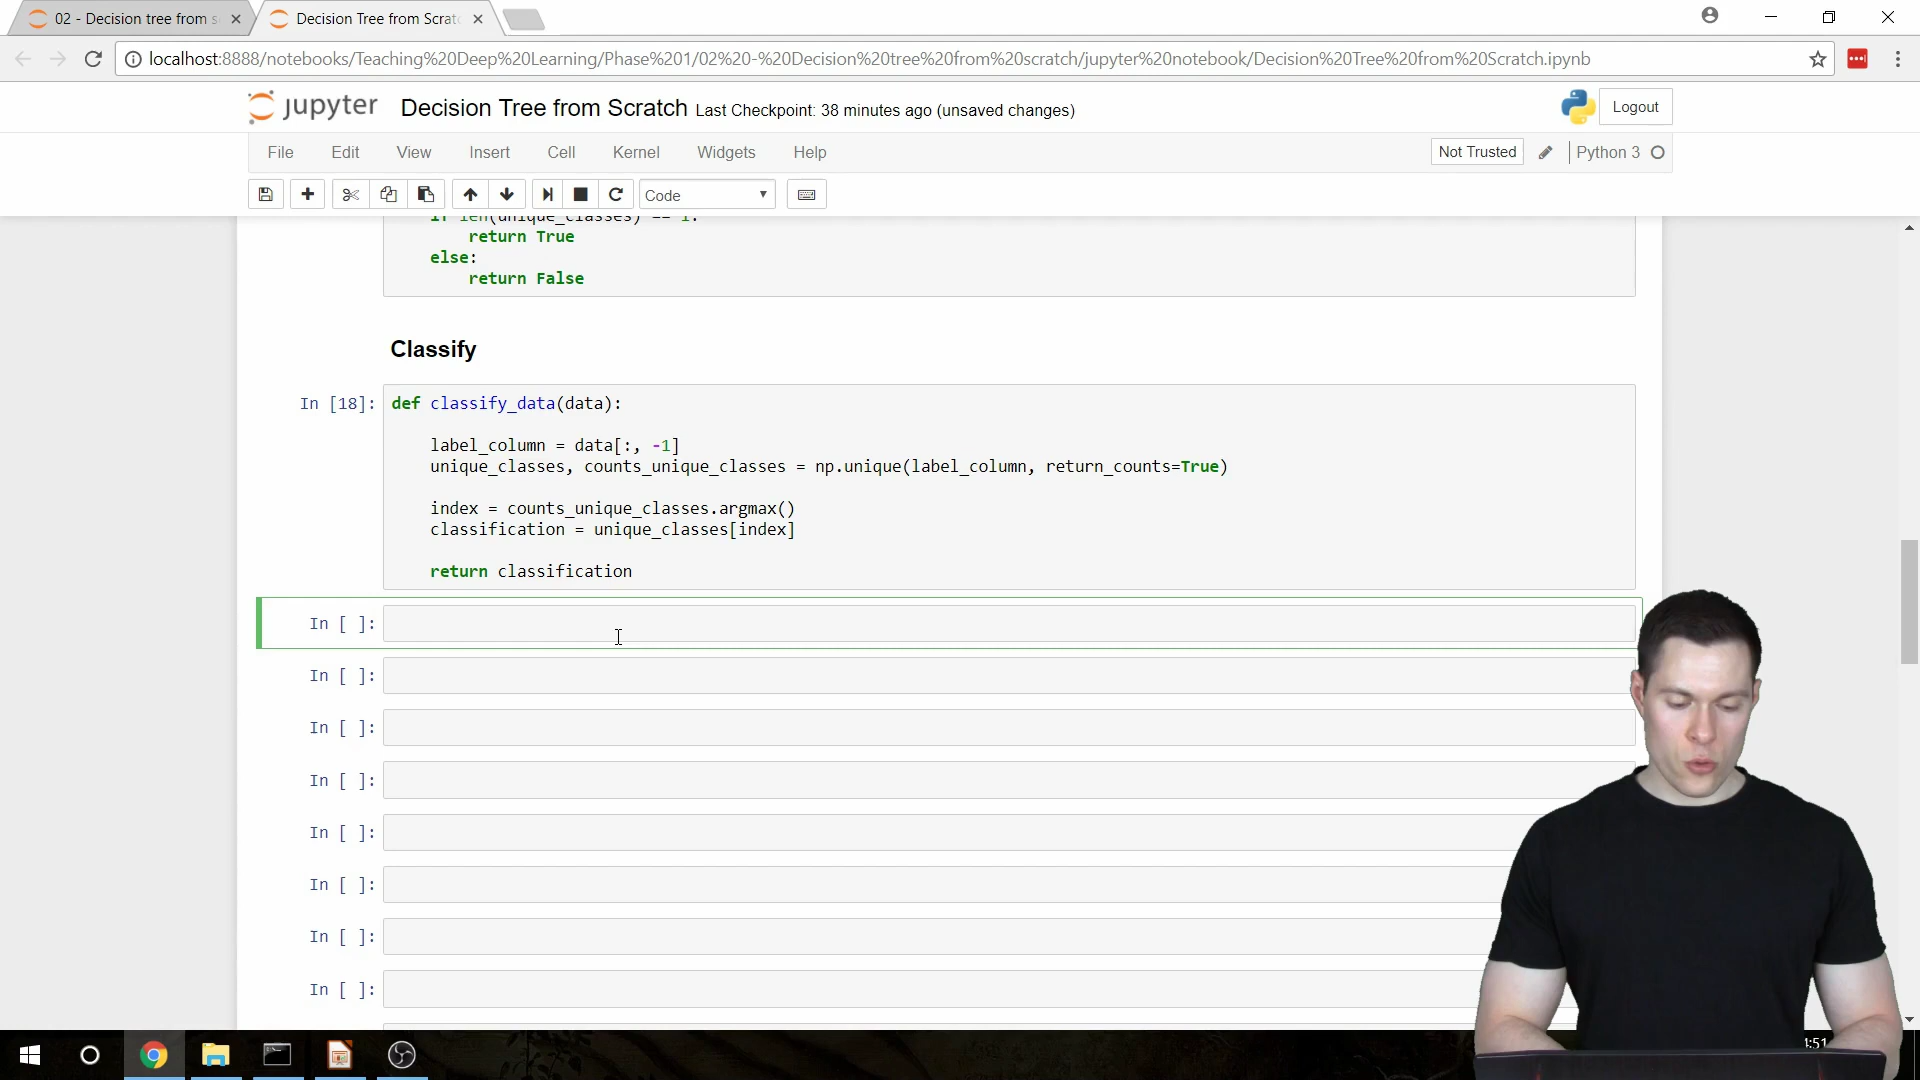 02 - Decision tree from s
Decision Tree from Scrat
localhost:8888/notebooks/Teaching%20Deep%20Learning/Phase%201/02%20-%20Decision%20tree%20from%20scratch/jupyter%20notebook/Decision%20Tree%20from%20Scratch.ipynb
jupyter Decision Tree from Scratch Last Checkpoint: 38 minutes ago (unsaved changes)
Logout
File Edit View Insert Cell Kernel Widgets Help
Not Trusted
Python 3
Code
if len(unique_classes) == 1:
return True
else:
return False
Classify
In [18]: def classify_data(data):
label_column = data[:, -1]
unique_classes, counts_unique_classes = np.unique(label_column, return_counts=True)
index = counts_unique_classes.argmax()
classification = unique_classes[index]
return classification
In [ ]:
In [ ]:
In [ ]:
In [ ]:
In [ ]:
In [ ]:
In [ ]:
In [ ]: